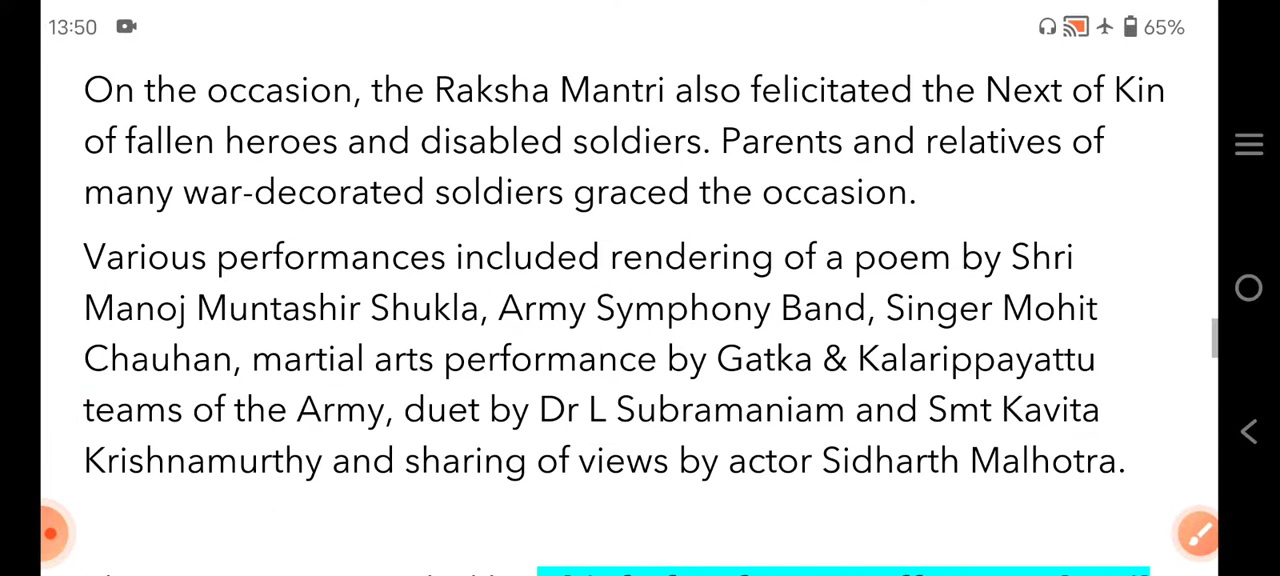 13:50
65%
On the occasion, the Raksha Mantri also felicitated the Next of Kin
of fallen heroes and disabled soldiers. Parents and relatives of
many war-decorated soldiers graced the occasion.
Various performances included rendering of a poem by Shri
Manoj Muntashir Shukla, Army Symphony Band, Singer Mohit
Chauhan, martial arts performance by Gatka & Kalarippayattu
teams of the Army, duet by Dr L Subramaniam and Smt Kavita
Krishnamurthy and sharing of views by actor Sidharth Malhotra.